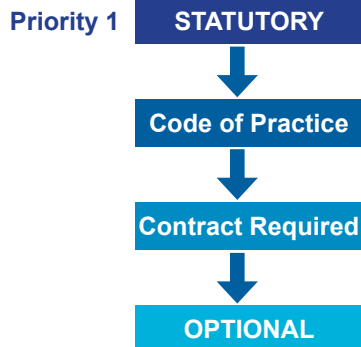 Priority 1 STATUTORY
Code of Practice
Contract Required
OPTIONAL